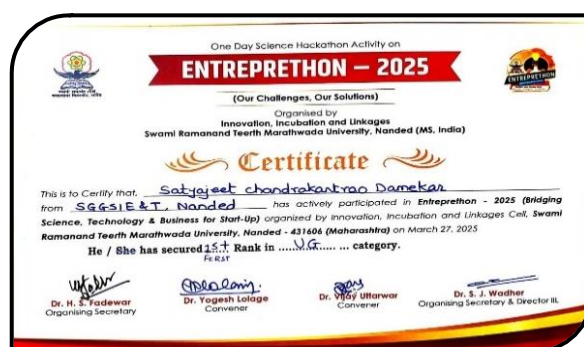 One Day Science Hackathon Activity on
ENTREPRETHON – 2025
(Our Challenges, Our Solutions)
Organised by
Innovation, Incubation and Linkages
Swami Ramanand Teerth Marathwada University, Nanded (MS, India)
ENTREPRETHON
Certificate
This is to Certify that, Satyajeet chandrakantrao Damekar
from SGGSIE&T, Nanded has actively participated in Entreprethon - 2025 (Bridging
Science, Technology & Business for Start-Up) organized by Innovation, Incubation and Linkages Cell, Swami
Ramanand Teerth Marathwada University, Nanded - 431606 (Maharashtra) on March 27, 2025
He / She has secured 1st Rank in ......UG...... ... category.
FIRST
Dr. H. S. Fadewar
Organising Secretary
Dr. Yogesh Lolage
Convener
Dr. Vijay Uttarwar
Convener
Dr. S. J. Wadher
Organising Secretary & Director IIL